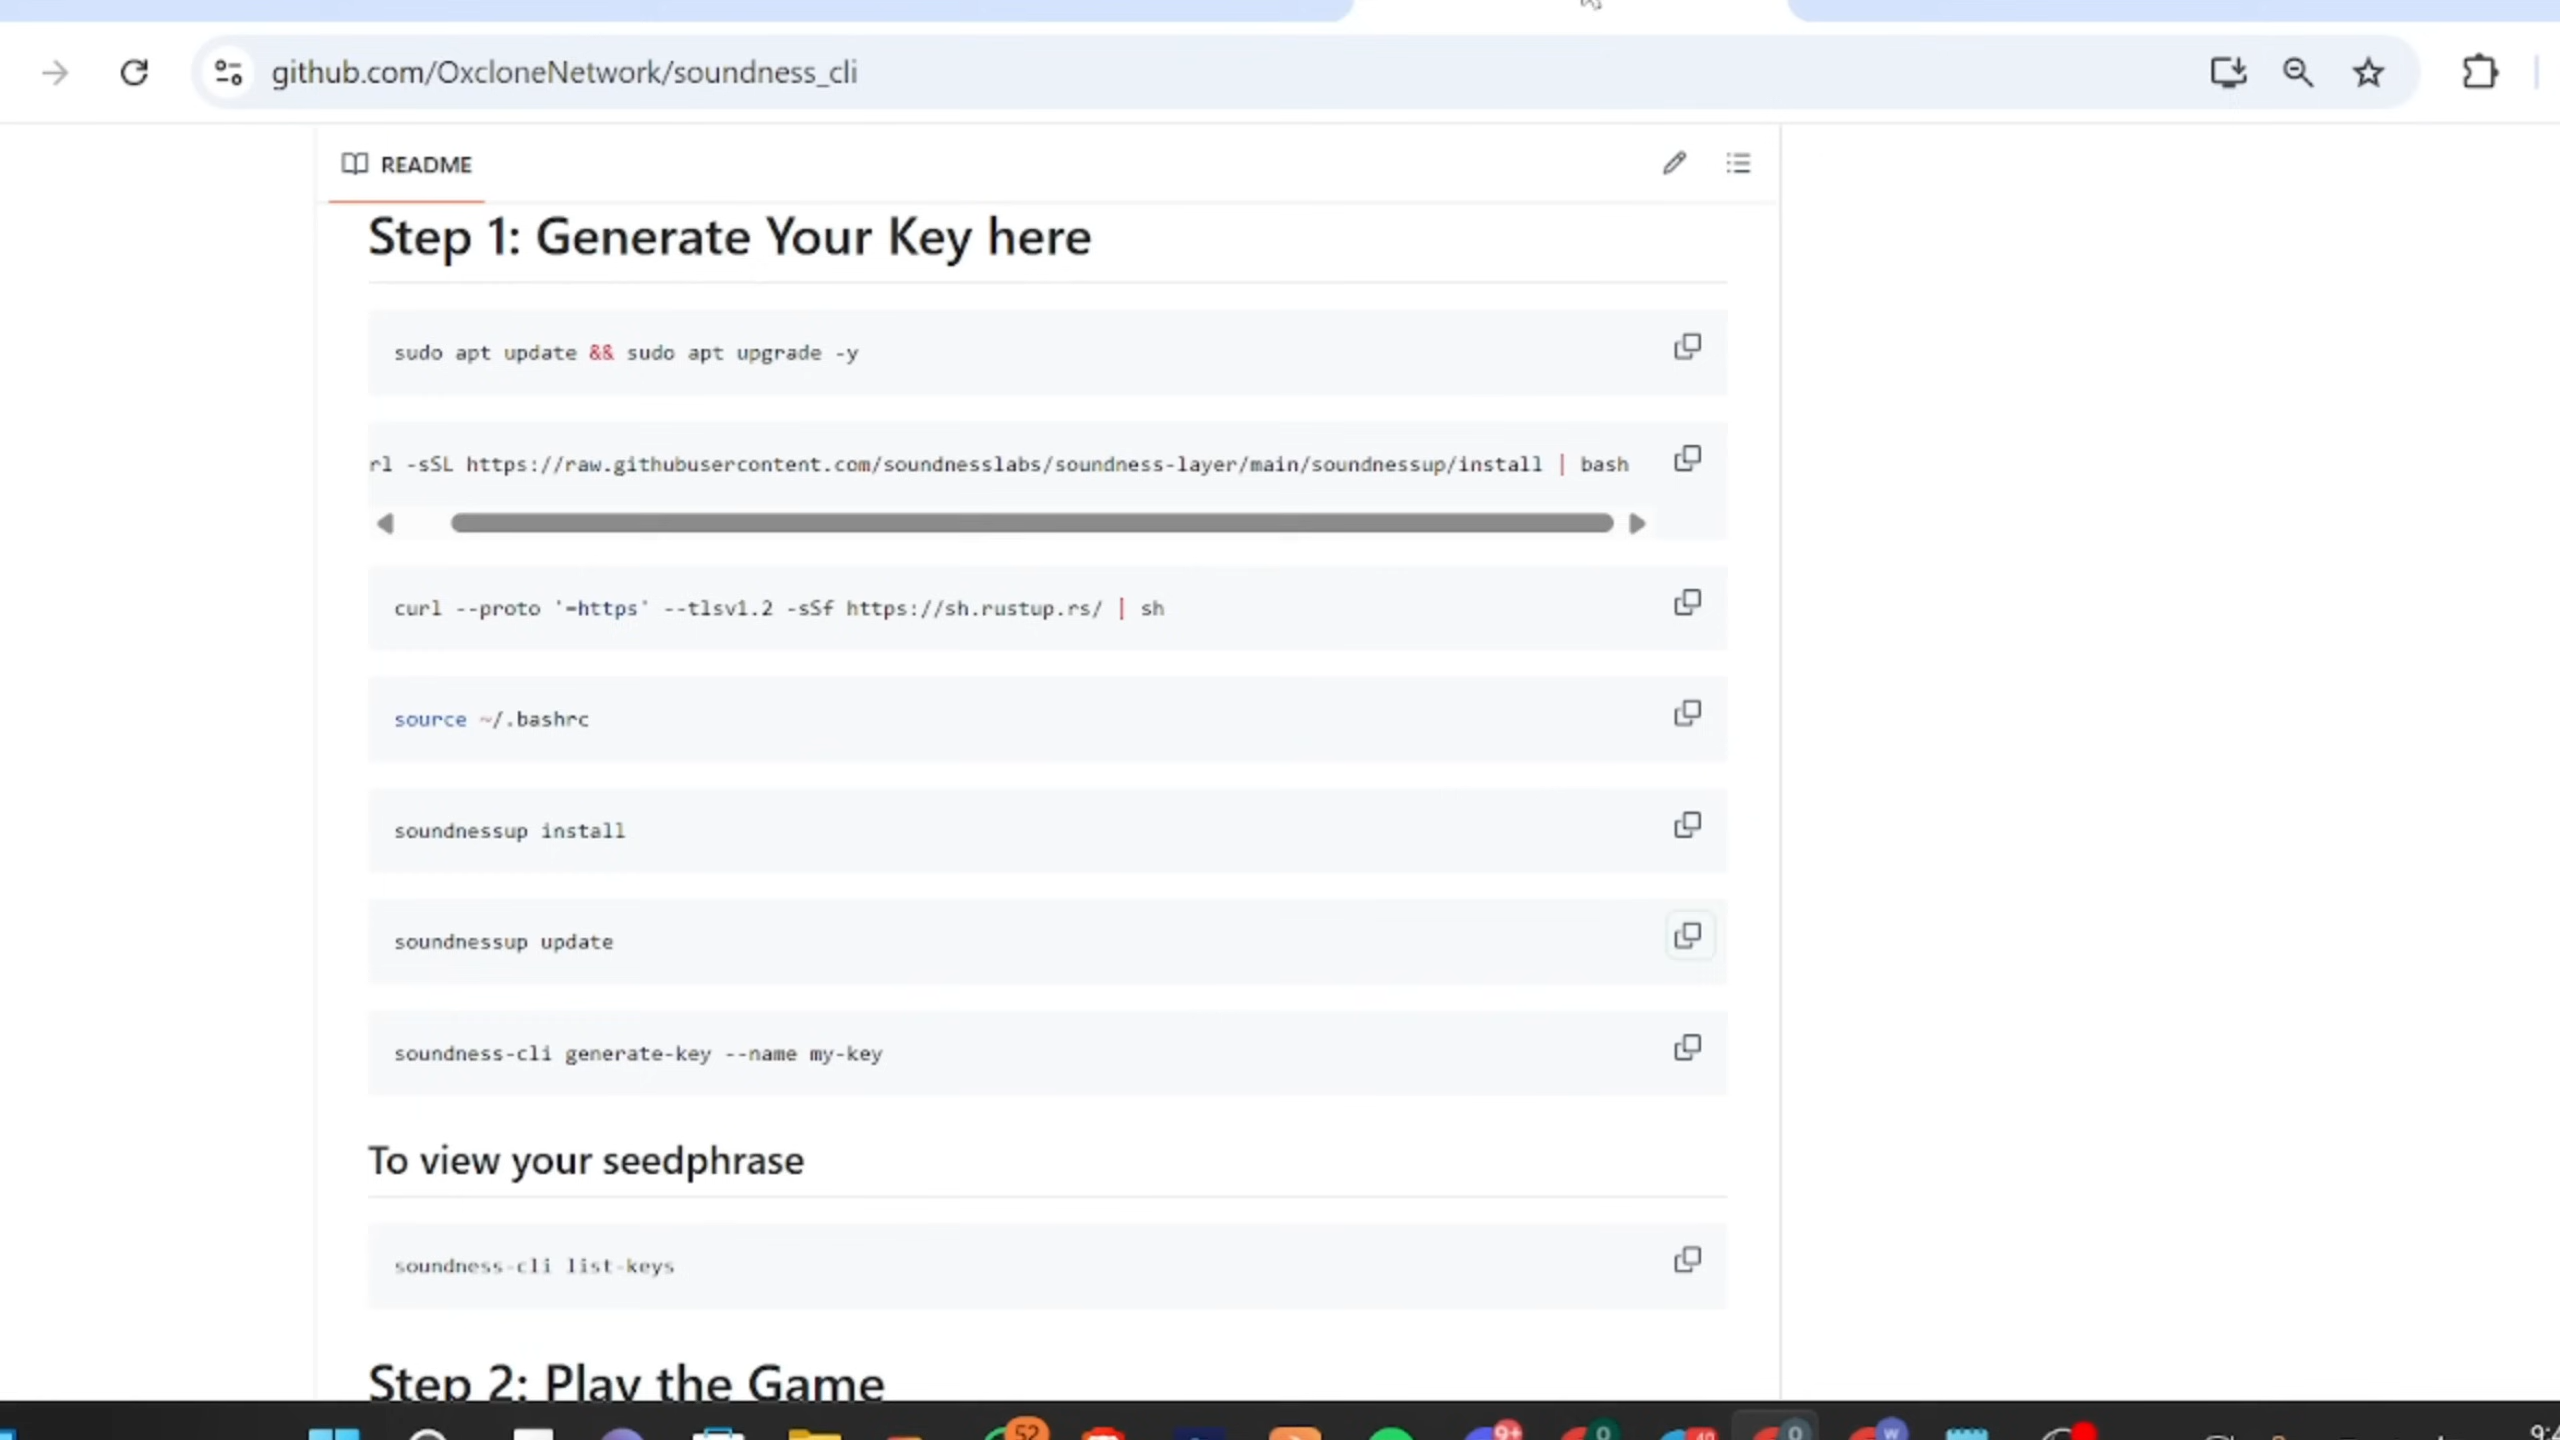 github.com/OxcloneNetwork/soundness_cli
README
Step 1: Generate Your Key here
sudo apt update && sudo apt upgrade -y
rl -sSL https://raw.githubusercontent.com/soundnesslabs/soundness-layer/main/soundnessup/install | bash
curl --proto '=https' --tlsv1.2 -sSf https://sh.rustup.rs/ | sh
source ~/.bashrc
soundnessup install
soundnessup update
soundness-cli generate-key --name my-key
To view your seedphrase
soundness-cli list-keys
Step 2: Play the Game
52
9+